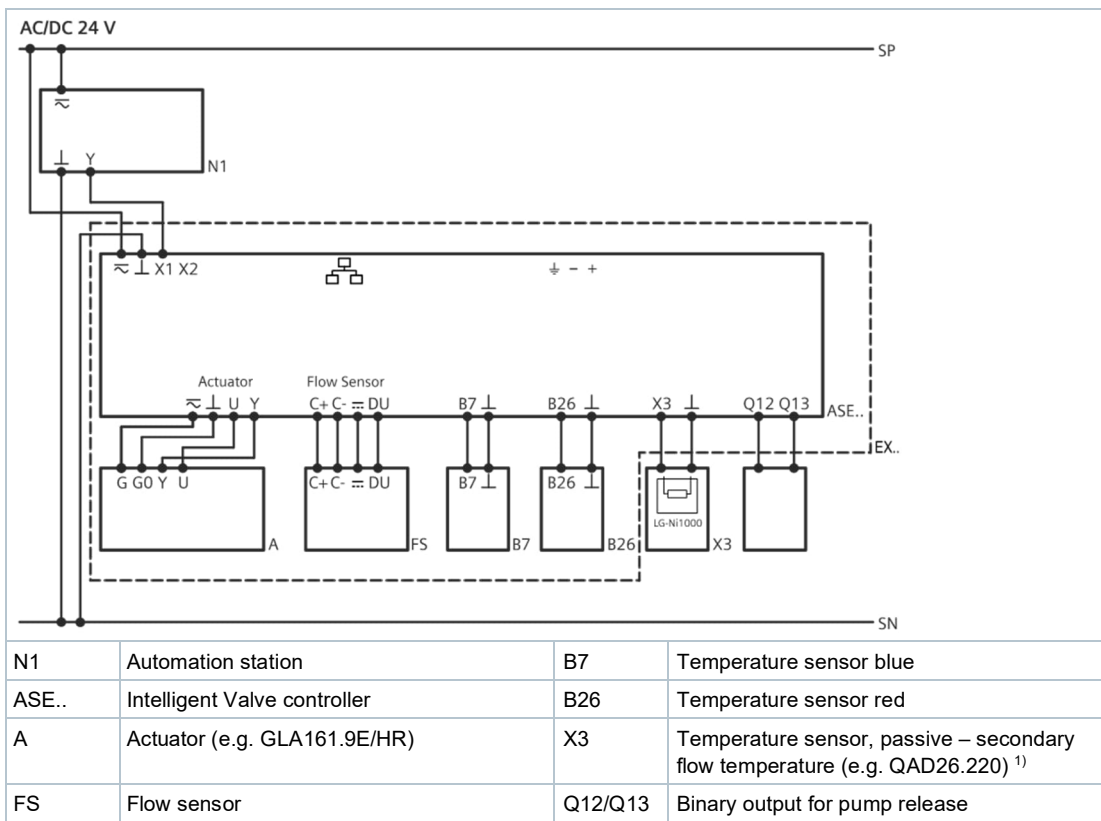 AC/DC 24 V
SP
⏦
⊥ Y
N1
⏦ ⊥ X1 X2
⏚ - +
Actuator Flow Sensor
⏦ ⊥ U Y C+ C- ⎓ DU B7 ⊥ B26 ⊥ X3 ⊥ Q12 Q13
ASE..
EX..
G G0 Y U C+ C- ⎓ DU B7 ⊥ B26 ⊥
LG-Ni1000
A FS B7 B26 X3
SN
N1 Automation station B7 Temperature sensor blue
ASE.. Intelligent Valve controller B26 Temperature sensor red
A Actuator (e.g. GLA161.9E/HR) X3 Temperature sensor, passive – secondary
flow temperature (e.g. QAD26.220) 1)
FS Flow sensor Q12/Q13 Binary output for pump release